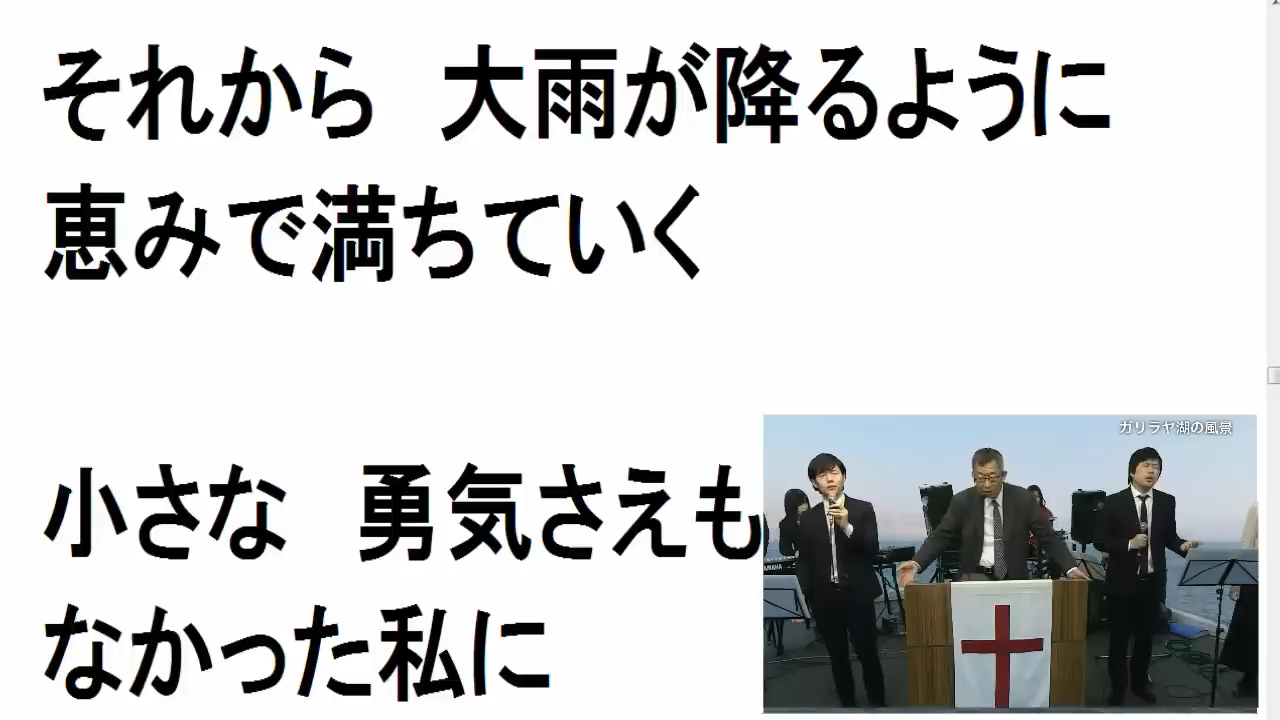 それから　大雨が降るように
恵みで満ちていく
小さな　勇気さえも
なかった私に
ガリラヤ湖の風景
YAMAHA